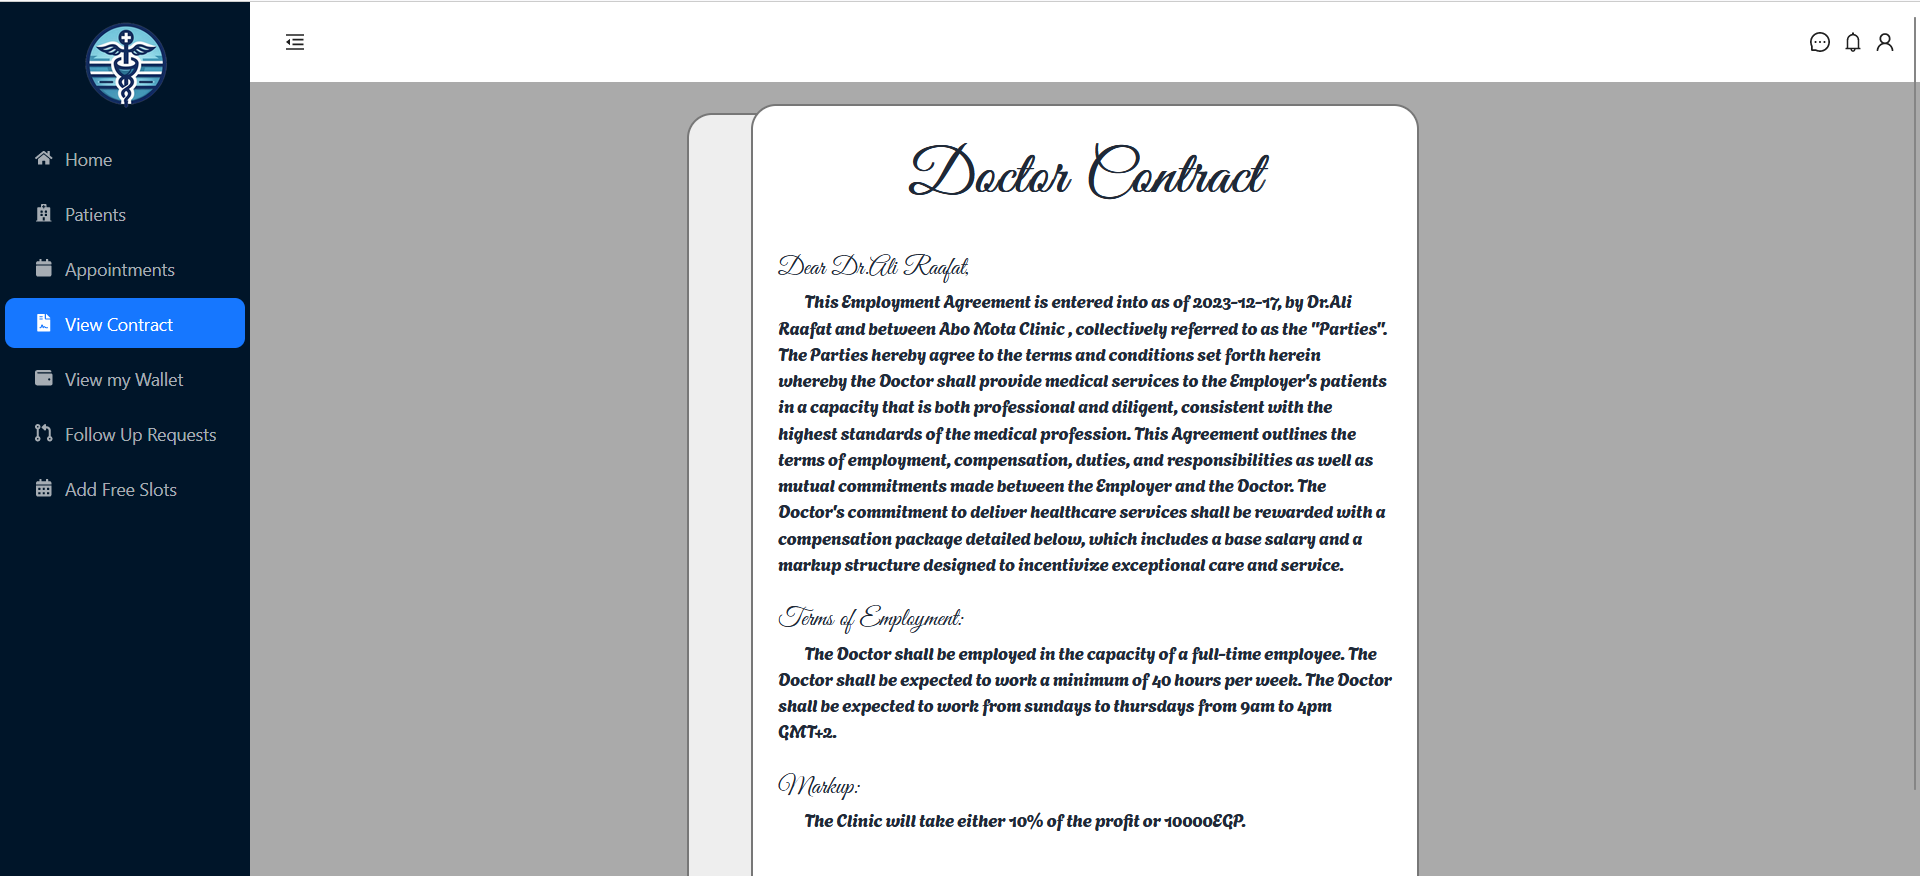 Home
Patients
Appointments
View Contract
View my Wallet
Follow Up Requests
Add Free Slots
Doctor Contract
Dear Dr.Ali Raafat,
This Employment Agreement is entered into as of 2023-12-17, by Dr.Ali
Raafat and between Abo Mota Clinic , collectively referred to as the "Parties".
The Parties hereby agree to the terms and conditions set forth herein
whereby the Doctor shall provide medical services to the Employer's patients
in a capacity that is both professional and diligent, consistent with the
highest standards of the medical profession. This Agreement outlines the
terms of employment, compensation, duties, and responsibilities as well as
mutual commitments made between the Employer and the Doctor. The
Doctor's commitment to deliver healthcare services shall be rewarded with a
compensation package detailed below, which includes a base salary and a
markup structure designed to incentivize exceptional care and service.
Terms of Employment:
The Doctor shall be employed in the capacity of a full-time employee. The
Doctor shall be expected to work a minimum of 40 hours per week. The Doctor
shall be expected to work from sundays to thursdays from 9am to 4pm
GMT+2.
Markup:
The Clinic will take either 10% of the profit or 10000EGP.